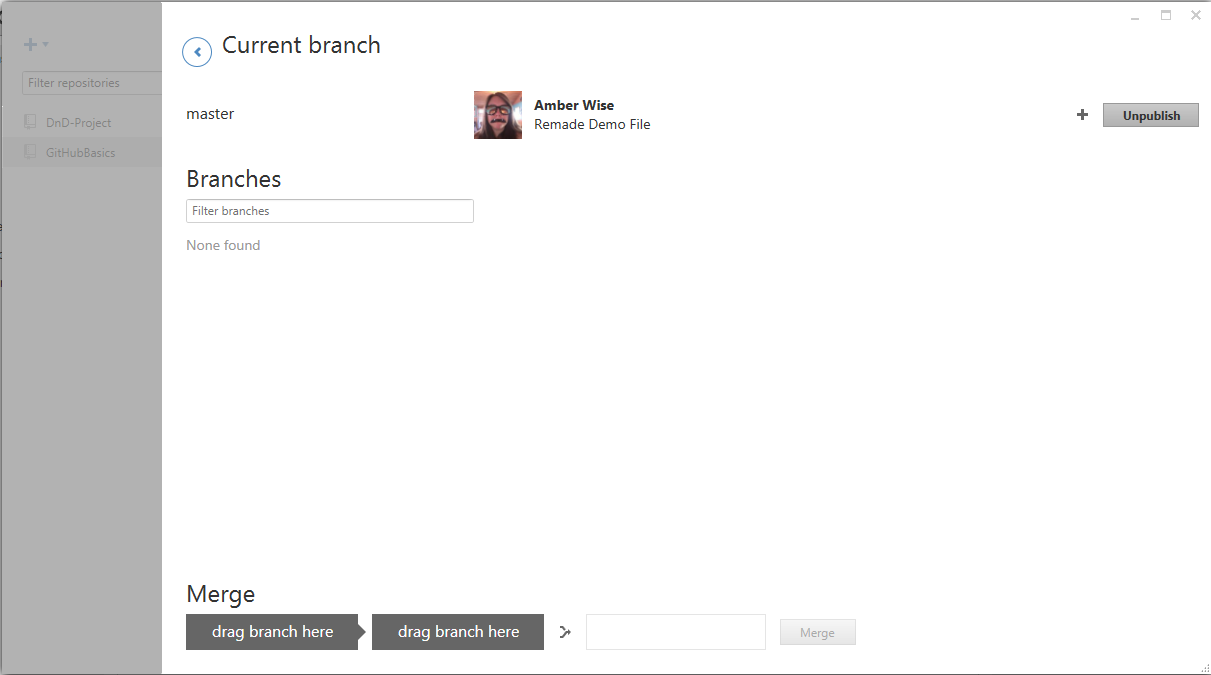 Filter repositories
DnD-Project
GitHubBasics
Current branch
master
Amber Wise
Remade Demo File
Unpublish
Branches
Filter branches
None found
Merge
drag branch here
drag branch here
Merge